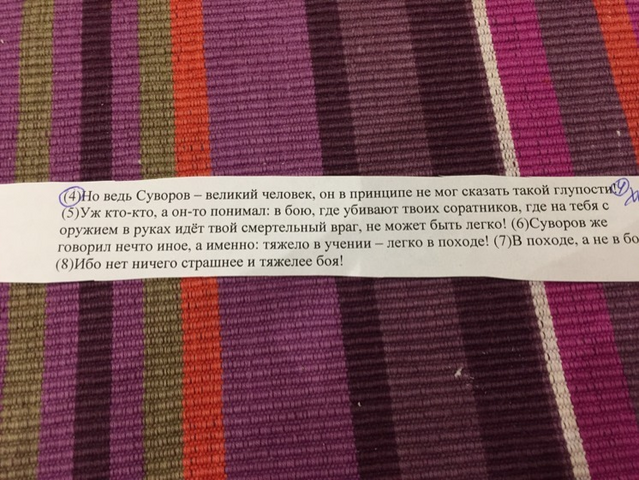 (4)Но ведь Суворов – великий человек, он в принципе не мог сказать такой глупости!
(5)Уж кто-кто, а он-то понимал: в бою, где убивают твоих соратников, где на тебя с
оружием в руках идёт твой смертельный враг, не может быть легко! (6)Суворов же
говорил нечто иное, а именно: тяжело в учении – легко в походе! (7)В походе, а не в бо
(8)Ибо нет ничего страшнее и тяжелее боя!